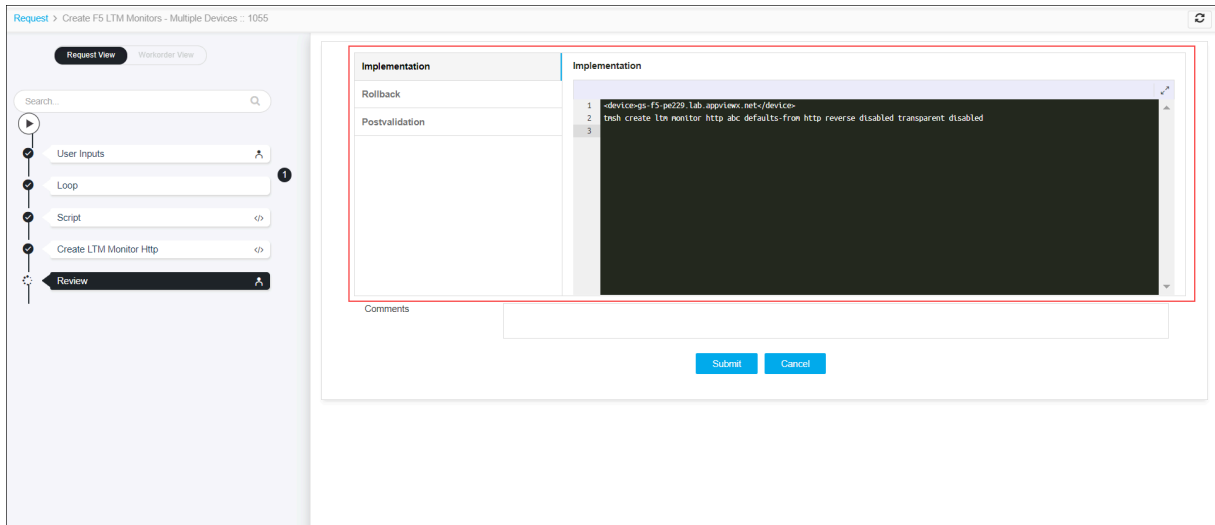 Request > Create F5 LTM Monitors - Multiple Devices :: 1055
Request View
Workorder View
Search...
User Inputs
1
Loop
Script
</>
Create LTM Monitor Http
</>
Review
Implementation
Rollback
Postvalidation
Implementation
1 <device>gs-f5-pe229.lab.appviewx.net</device>
2 tmsh create ltm monitor http abc defaults-from http reverse disabled transparent disabled
3
Comments
Submit
Cancel